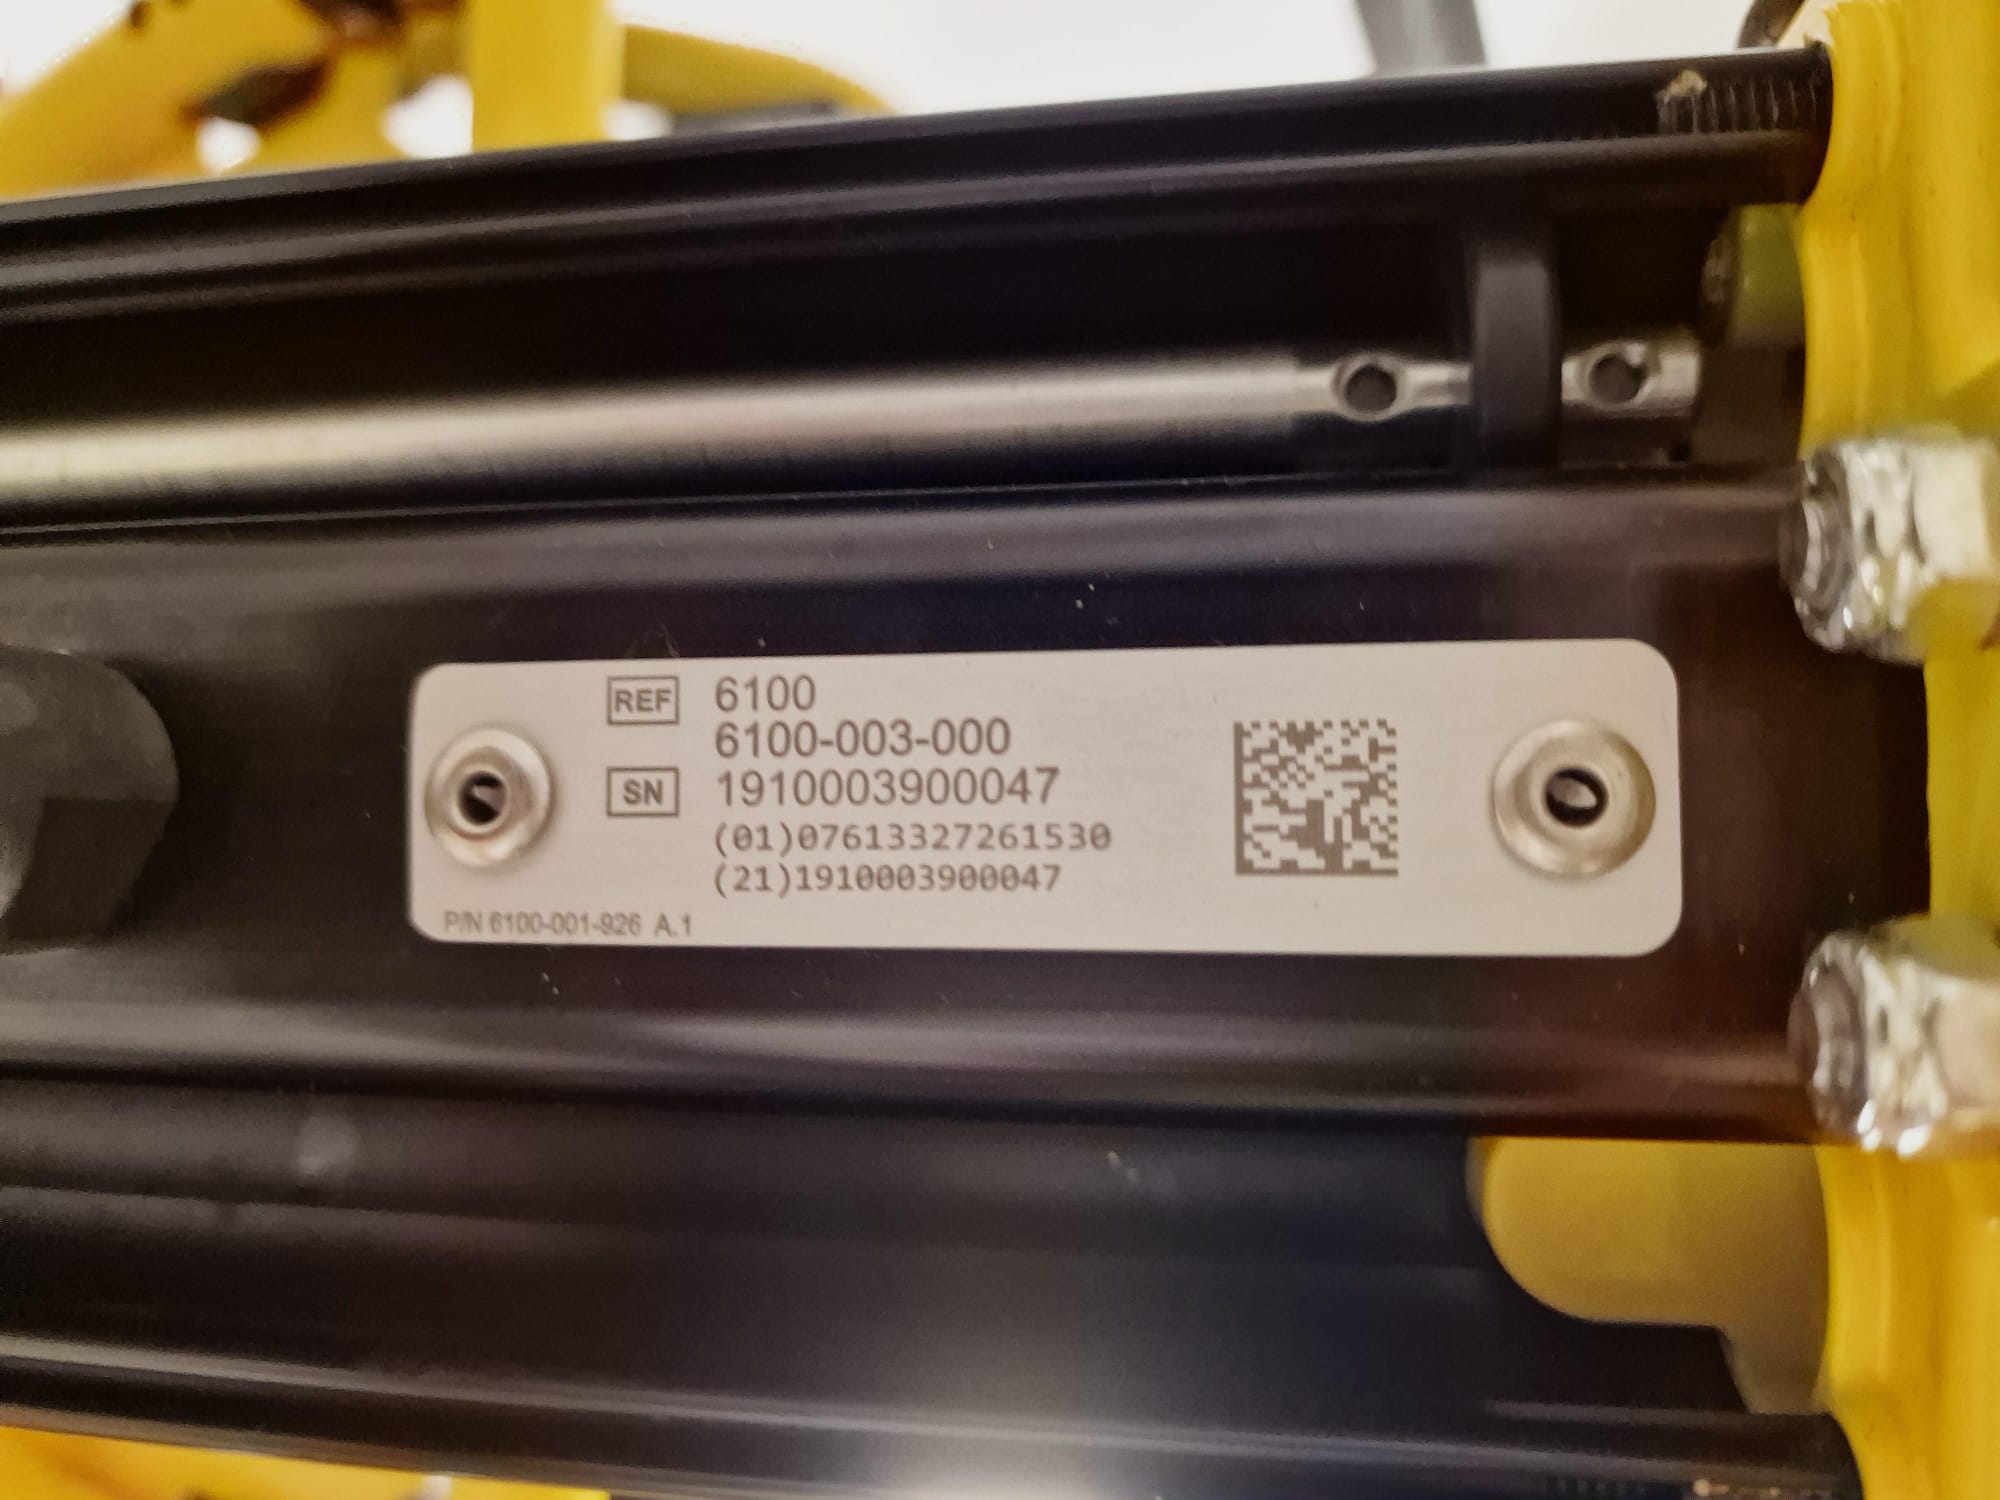 REF 6100
6100-003-000
SN 1910003900047
(01)07613327261530
(21)1910003900047
P/N 6100-001-926 A.1